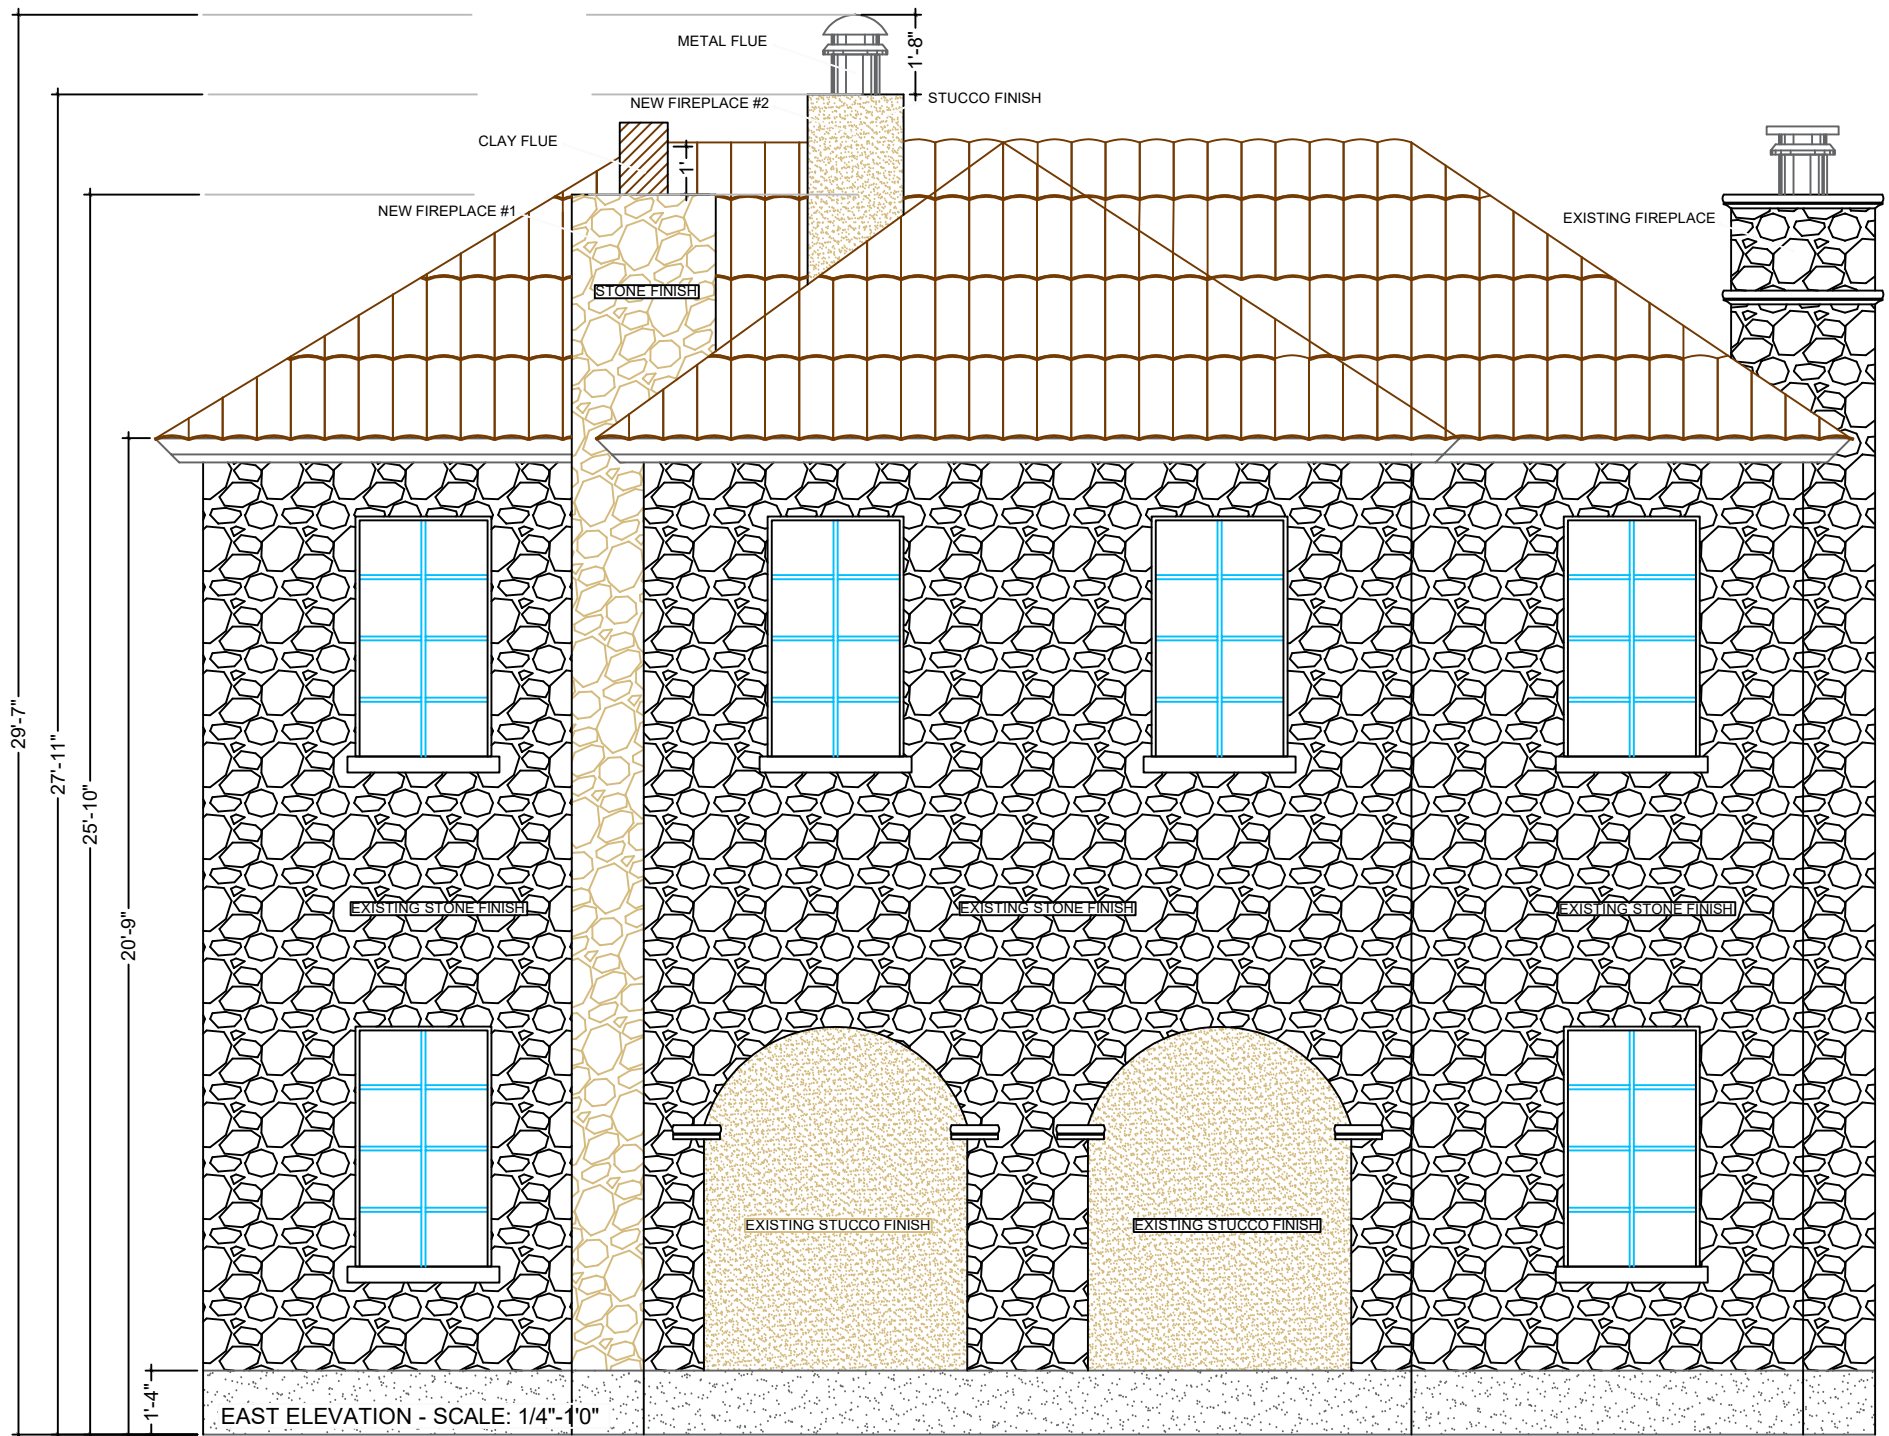 METAL FLUE
1'-8"
NEW FIREPLACE #2
STUCCO FINISH
CLAY FLUE
1'
NEW FIREPLACE #1
EXISTING FIREPLACE
STONE FINISH
29'-7"
27'-11"
25'-10"
20'-9"
EXISTING STONE FINISH
EXISTING STONE FINISH
EXISTING STONE FINISH
EXISTING STUCCO FINISH
EXISTING STUCCO FINISH
1'-4"
EAST ELEVATION - SCALE: 1/4"-1'0"